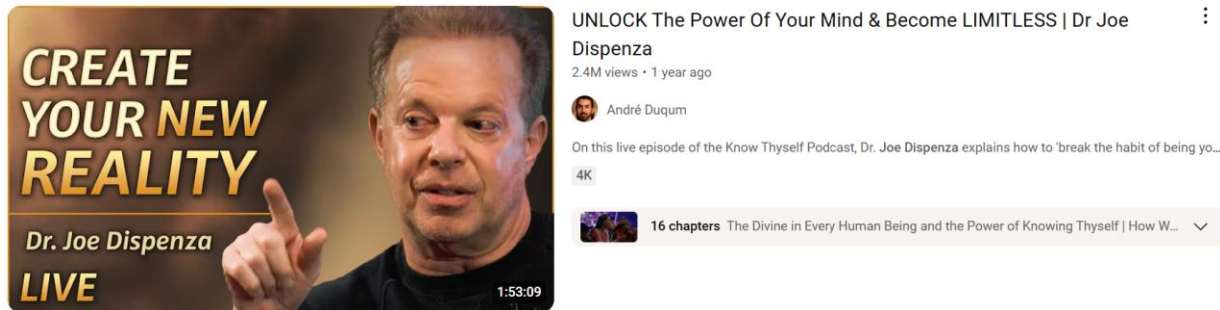 CREATE
YOUR NEW
REALITY
Dr. Joe Dispenza
LIVE
1:53:09
UNLOCK The Power Of Your Mind & Become LIMITLESS | Dr Joe
Dispenza
2.4M views • 1 year ago
André Duqum
On this live episode of the Know Thyself Podcast, Dr. Joe Dispenza explains how to 'break the habit of being yo...
4K
16 chapters The Divine in Every Human Being and the Power of Knowing Thyself | How W...